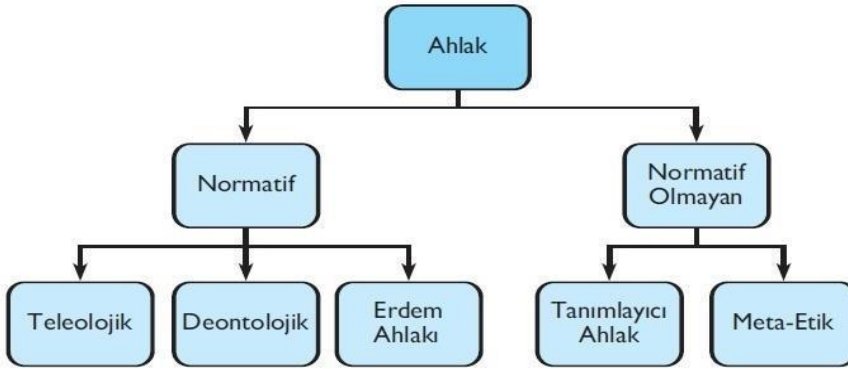 Ahlak
Normatif
Normatif
Olmayan
Teleolojik
Deontolojik
Erdem
Ahlakı
Tanımlayıcı
Ahlak
Meta-Etik